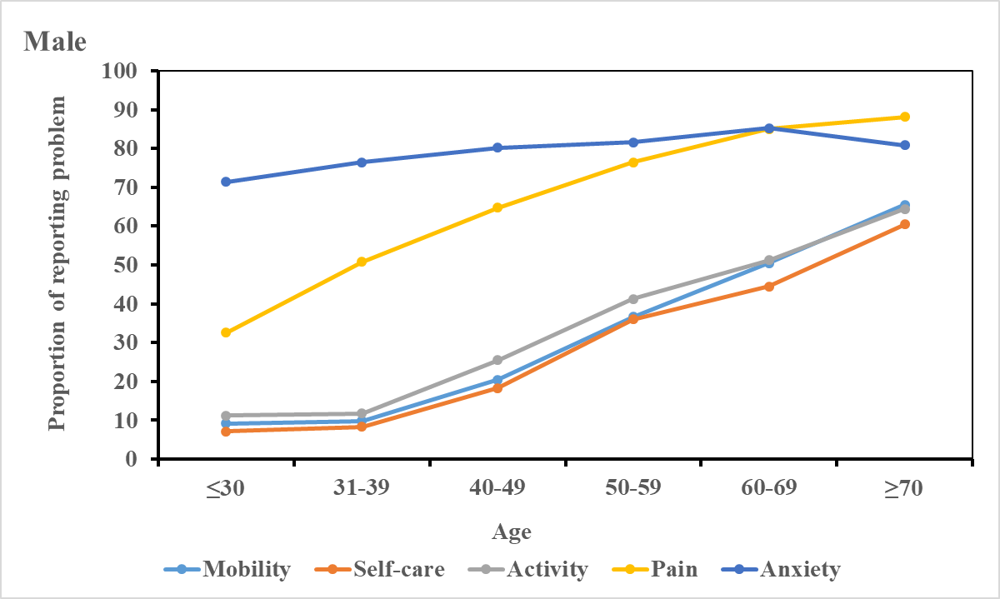 Male
Proportion of reporting problem
100
90
80
70
60
50
40
30
20
10
0
≤30 31-39 40-49 50-59 60-69 ≥70
Age
Mobility Self-care Activity Pain Anxiety